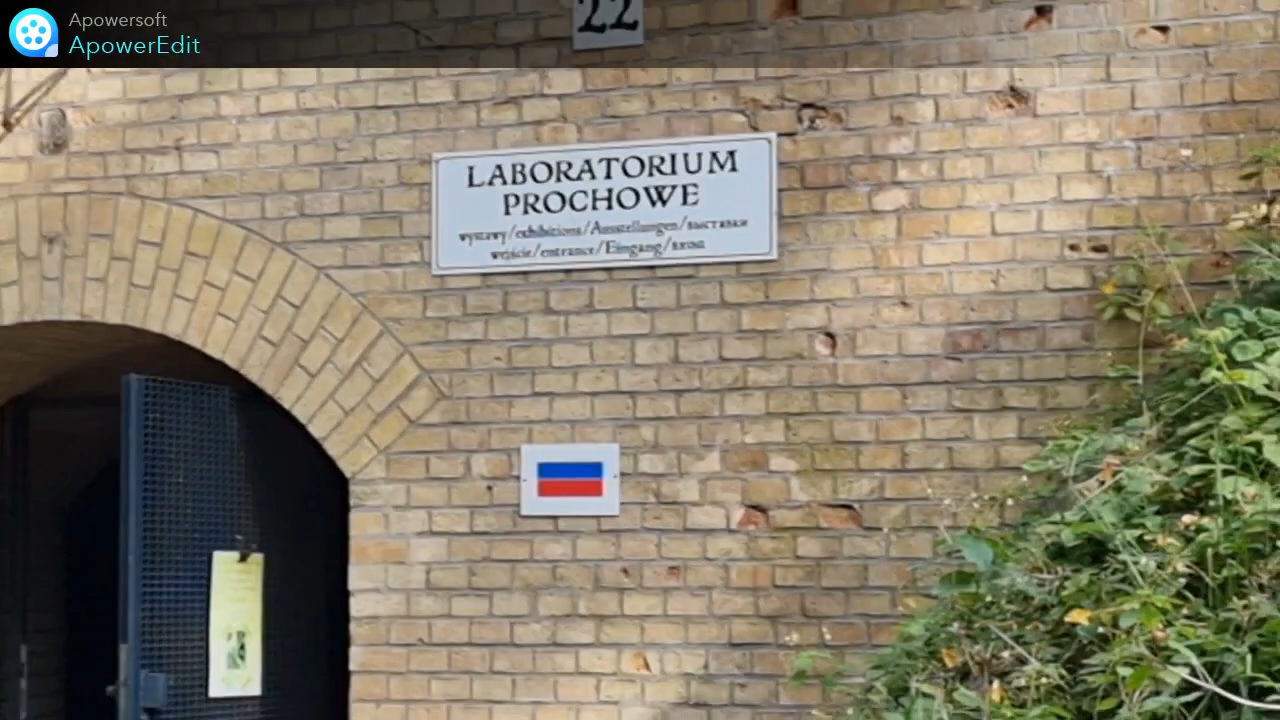 Apowersoft
ApowerEdit
22
LABORATORIUM
PROCHOWE
wystawy/exhibitions/Ausstellungen/выставки
wejście/entrance/Eingang/вход